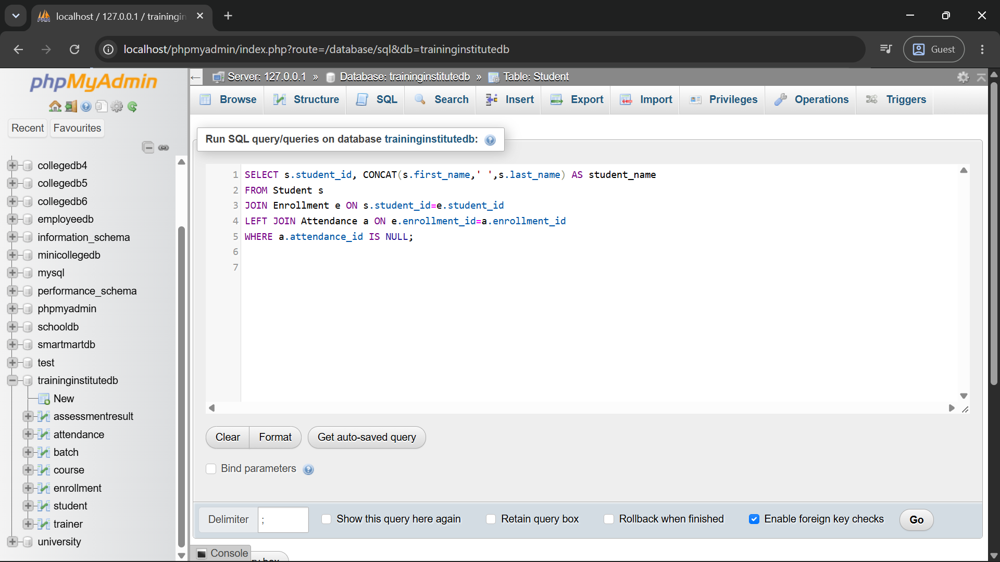 localhost / 127.0.0.1 / trainingin
localhost/phpmyadmin/index.php?route=/database/sql&db=traininginstitutedb
Guest
phpMyAdmin
Recent
Favourites
collegedb4
collegedb5
collegedb6
employeedb
information_schema
minicollegedb
mysql
performance_schema
phpmyadmin
schooldb
smartmartdb
test
traininginstitutedb
New
assessmentresult
attendance
batch
course
enrollment
student
trainer
university
Server: 127.0.0.1 » Database: traininginstitutedb » Table: Student
Browse
Structure
SQL
Search
Insert
Export
Import
Privileges
Operations
Triggers
Run SQL query/queries on database traininginstitutedb:
1 SELECT s.student_id, CONCAT(s.first_name,' ',s.last_name) AS student_name
2 FROM Student s
3 JOIN Enrollment e ON s.student_id=e.student_id
4 LEFT JOIN Attendance a ON e.enrollment_id=a.enrollment_id
5 WHERE a.attendance_id IS NULL;
6
7
Clear
Format
Get auto-saved query
Bind parameters
Delimiter ;
Show this query here again
Retain query box
Rollback when finished
Enable foreign key checks
Go
Console